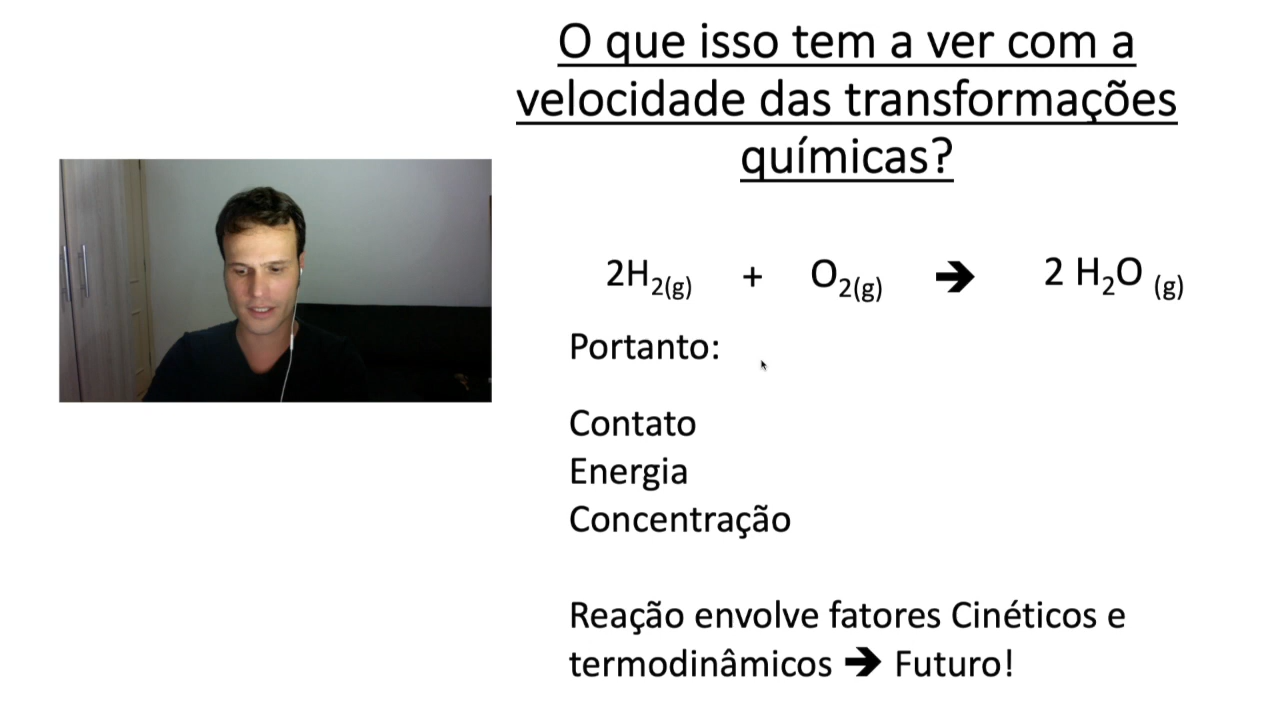 O que isso tem a ver com a
velocidade das transformações
químicas?
2H₂(g) + O₂(g) ➔ 2 H₂O (g)
Portanto:
Contato
Energia
Concentração
Reação envolve fatores Cinéticos e
termodinâmicos ➔ Futuro!